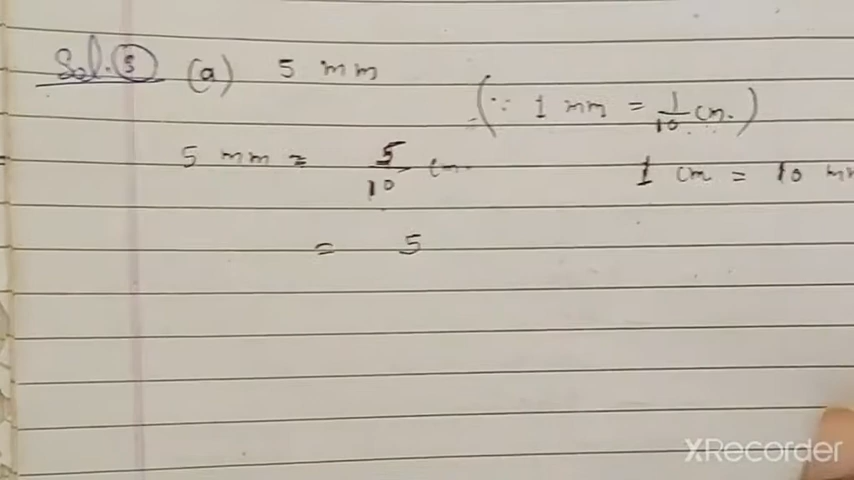 Sol. 5 (a) 5 mm
(∵ 1 mm = 1/10 cm.)
5 mm = 5/10 cm.
1 cm = 10 mm
= 5
XRecorder